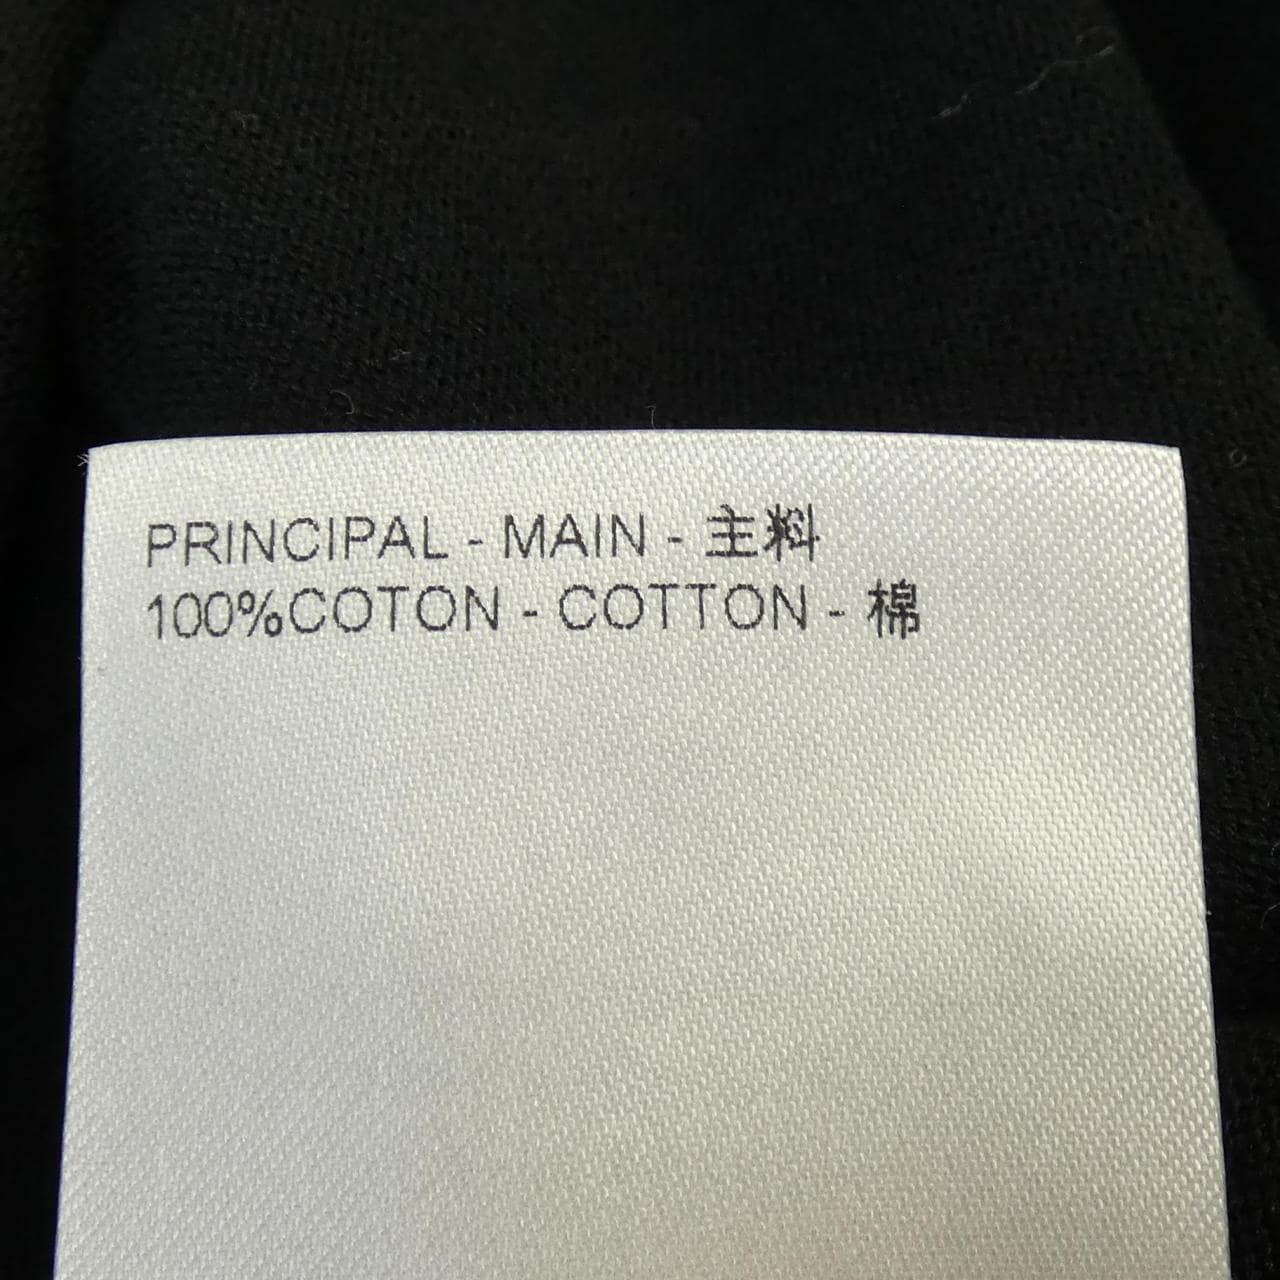 PRINCIPAL - MAIN - 主料
100%COTON - COTTON - 棉